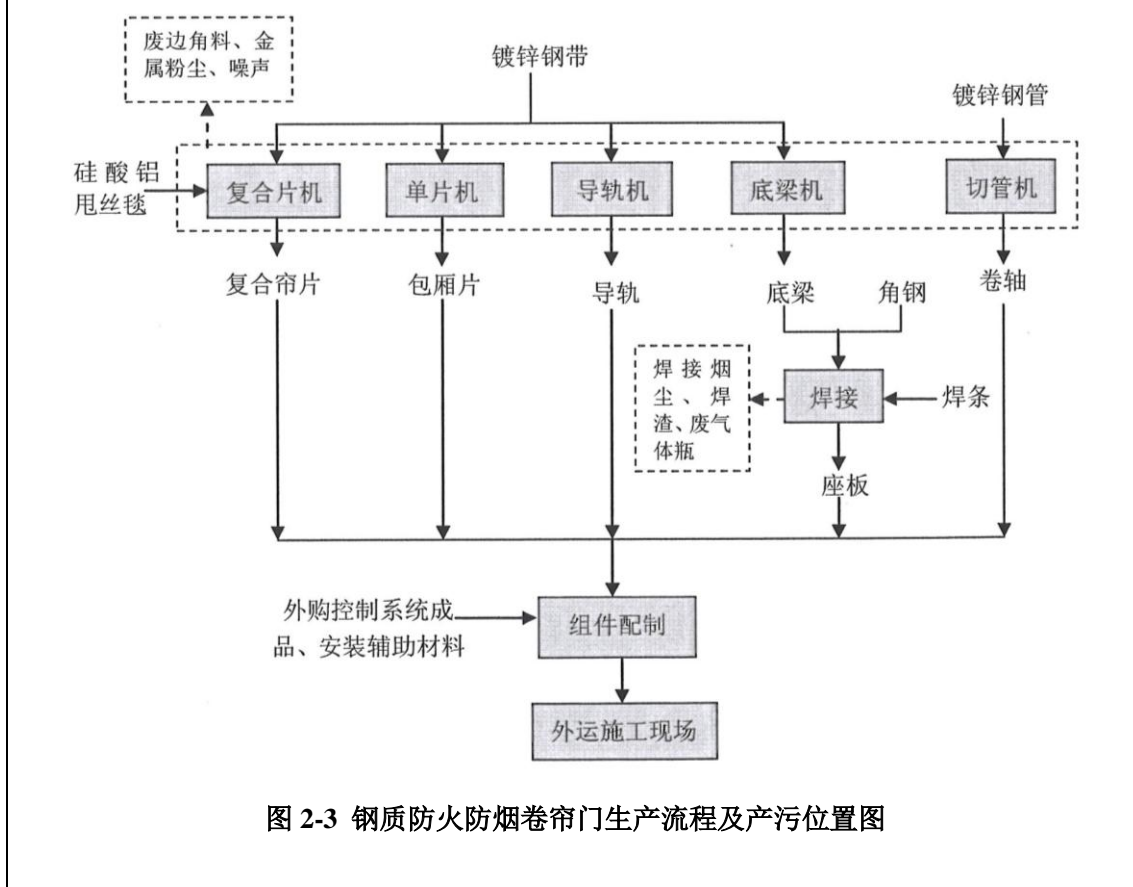 废边角料、金
属粉尘、噪声
镀锌钢带
镀锌钢管
硅酸铝
甩丝毯
复合片机
单片机
导轨机
底梁机
切管机
复合帘片
包厢片
导轨
底梁
角钢
卷轴
焊接烟
尘、焊
渣、废气
体瓶
焊接
焊条
座板
外购控制系统成
品、安装辅助材料
组件配制
外运施工现场
图 2-3 钢质防火防烟卷帘门生产流程及产污位置图